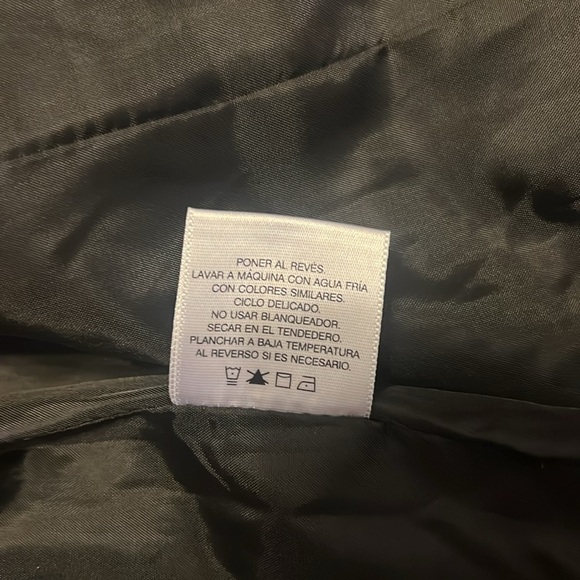 PONER AL REVÉS.
LAVAR A MÁQUINA CON AGUA FRÍA
CON COLORES SIMILARES.
CICLO DELICADO.
NO USAR BLANQUEADOR.
SECAR EN EL TENDEDERO.
PLANCHAR A BAJA TEMPERATURA
AL REVERSO SI ES NECESARIO.